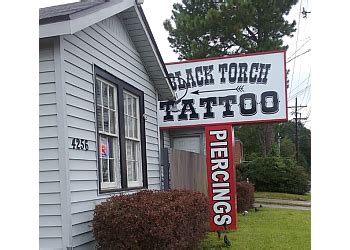 BLACK TORCH
TATTOO
PIERCINGS
4256